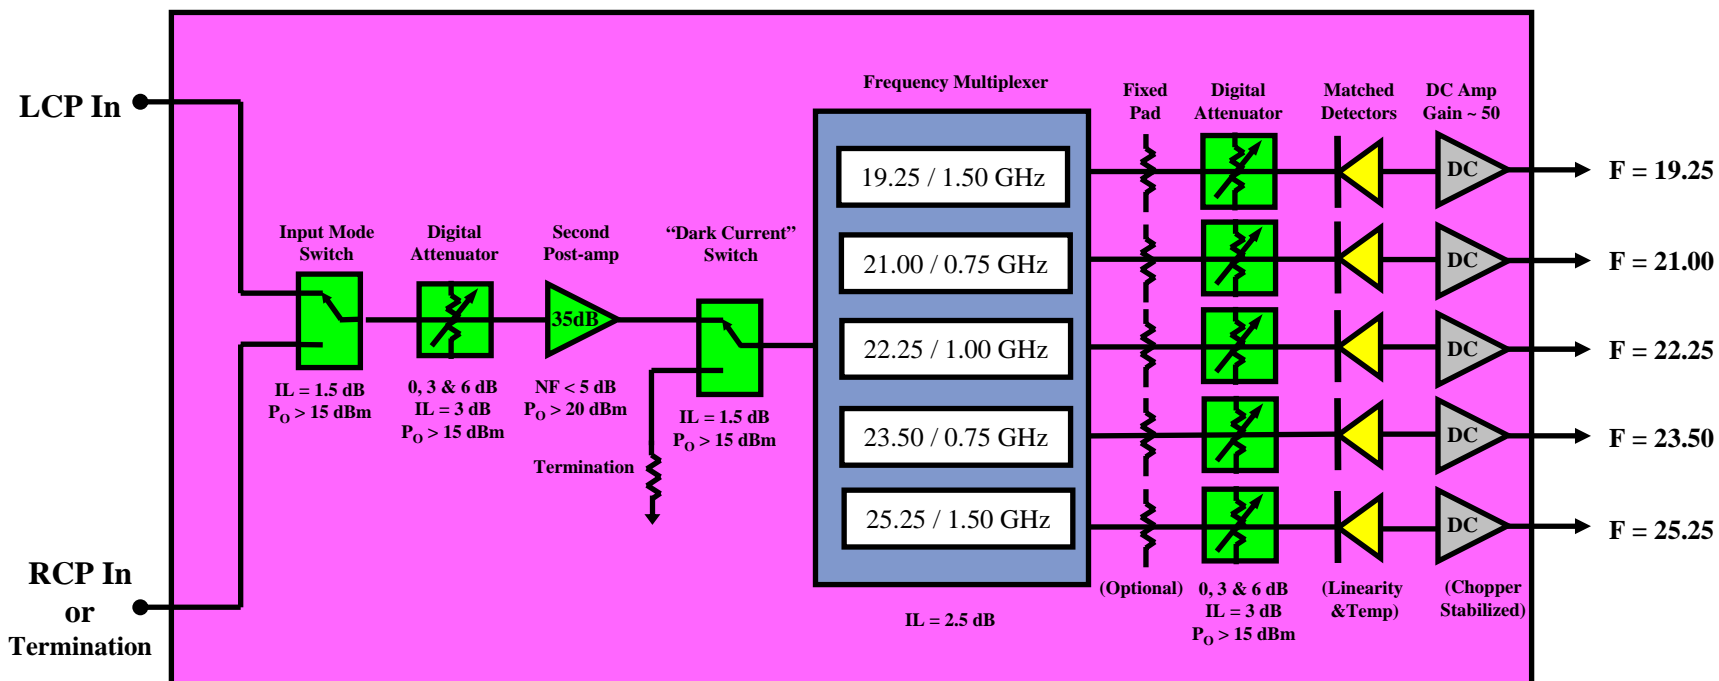 LCP In
RCP In
or
Termination
Input Mode
Switch
IL = 1.5 dB
PO > 15 dBm
Digital
Attenuator
0, 3 & 6 dB
IL = 3 dB
PO > 15 dBm
Second
Post-amp
35dB
NF < 5 dB
PO > 20 dBm
“Dark Current”
Switch
IL = 1.5 dB
PO > 15 dBm
Termination
Frequency Multiplexer
19.25 / 1.50 GHz
21.00 / 0.75 GHz
22.25 / 1.00 GHz
23.50 / 0.75 GHz
25.25 / 1.50 GHz
IL = 2.5 dB
Fixed
Pad
(Optional)
Digital
Attenuator
0, 3 & 6 dB
IL = 3 dB
PO > 15 dBm
Matched
Detectors
(Linearity
&Temp)
DC Amp
Gain ~ 50
DC
DC
DC
DC
DC
(Chopper
Stabilized)
F = 19.25
F = 21.00
F = 22.25
F = 23.50
F = 25.25